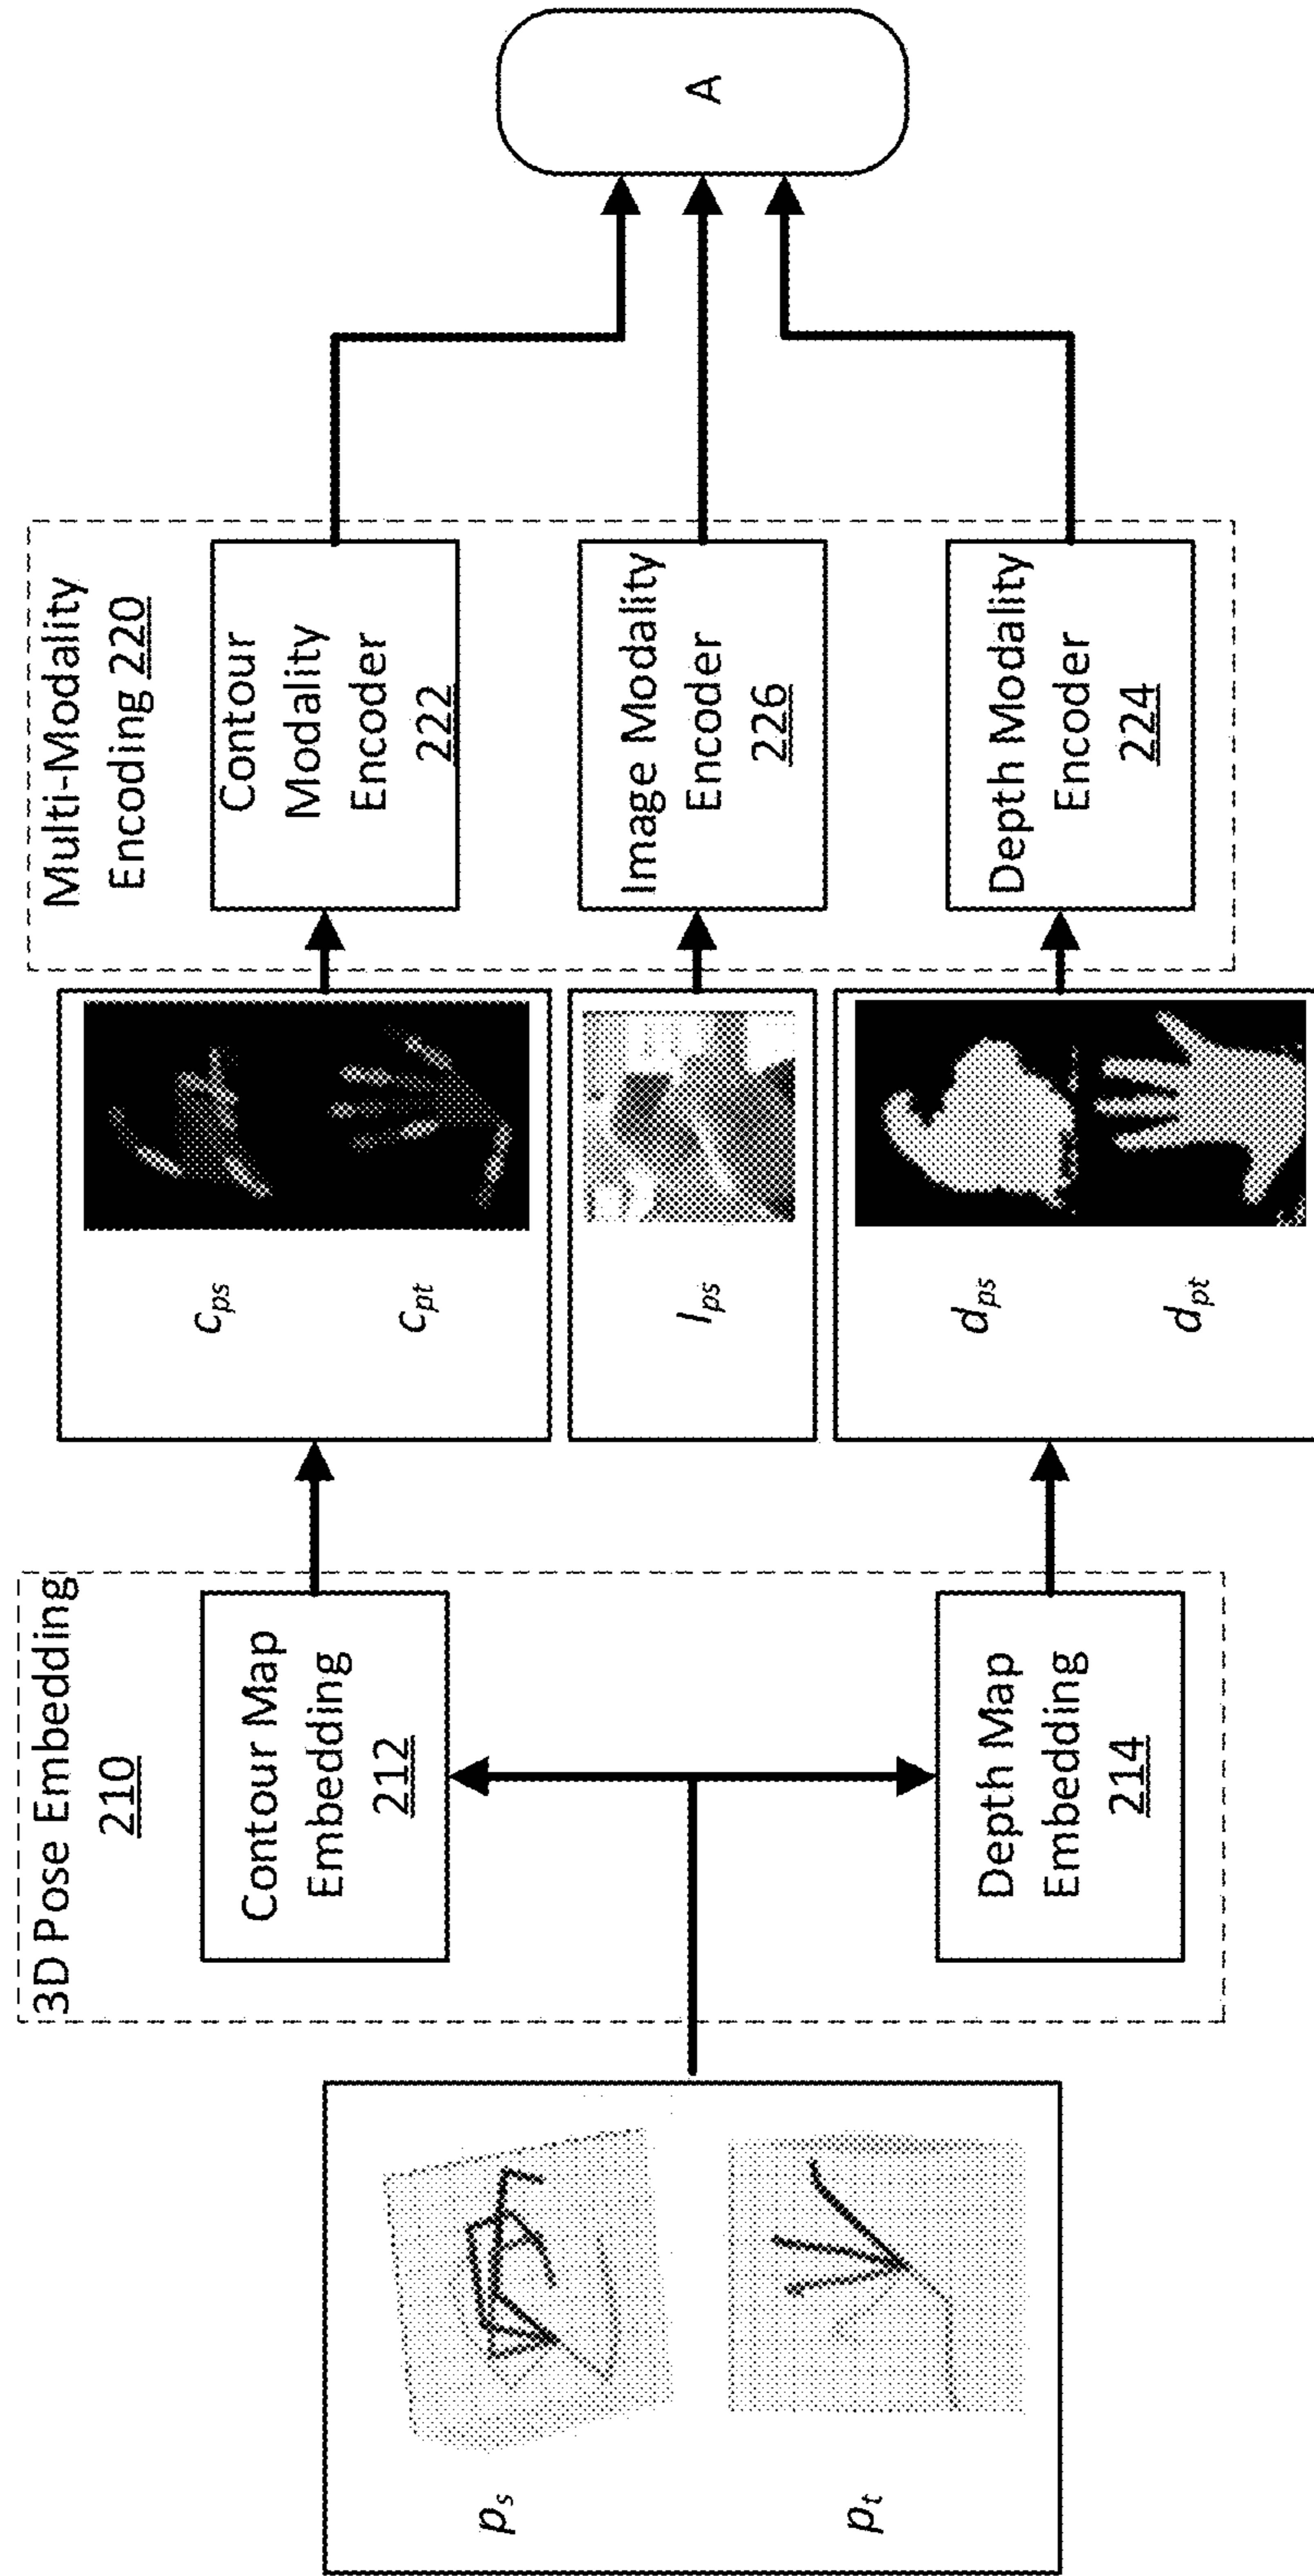 p_s
p_t
3D Pose Embedding
210
Contour Map
Embedding
212
Depth Map
Embedding
214
c_ps
c_pt
I_ps
d_ps
d_pt
Multi-Modality
Encoding 220
Contour
Modality
Encoder
222
Image Modality
Encoder
226
Depth Modality
Encoder
224
A